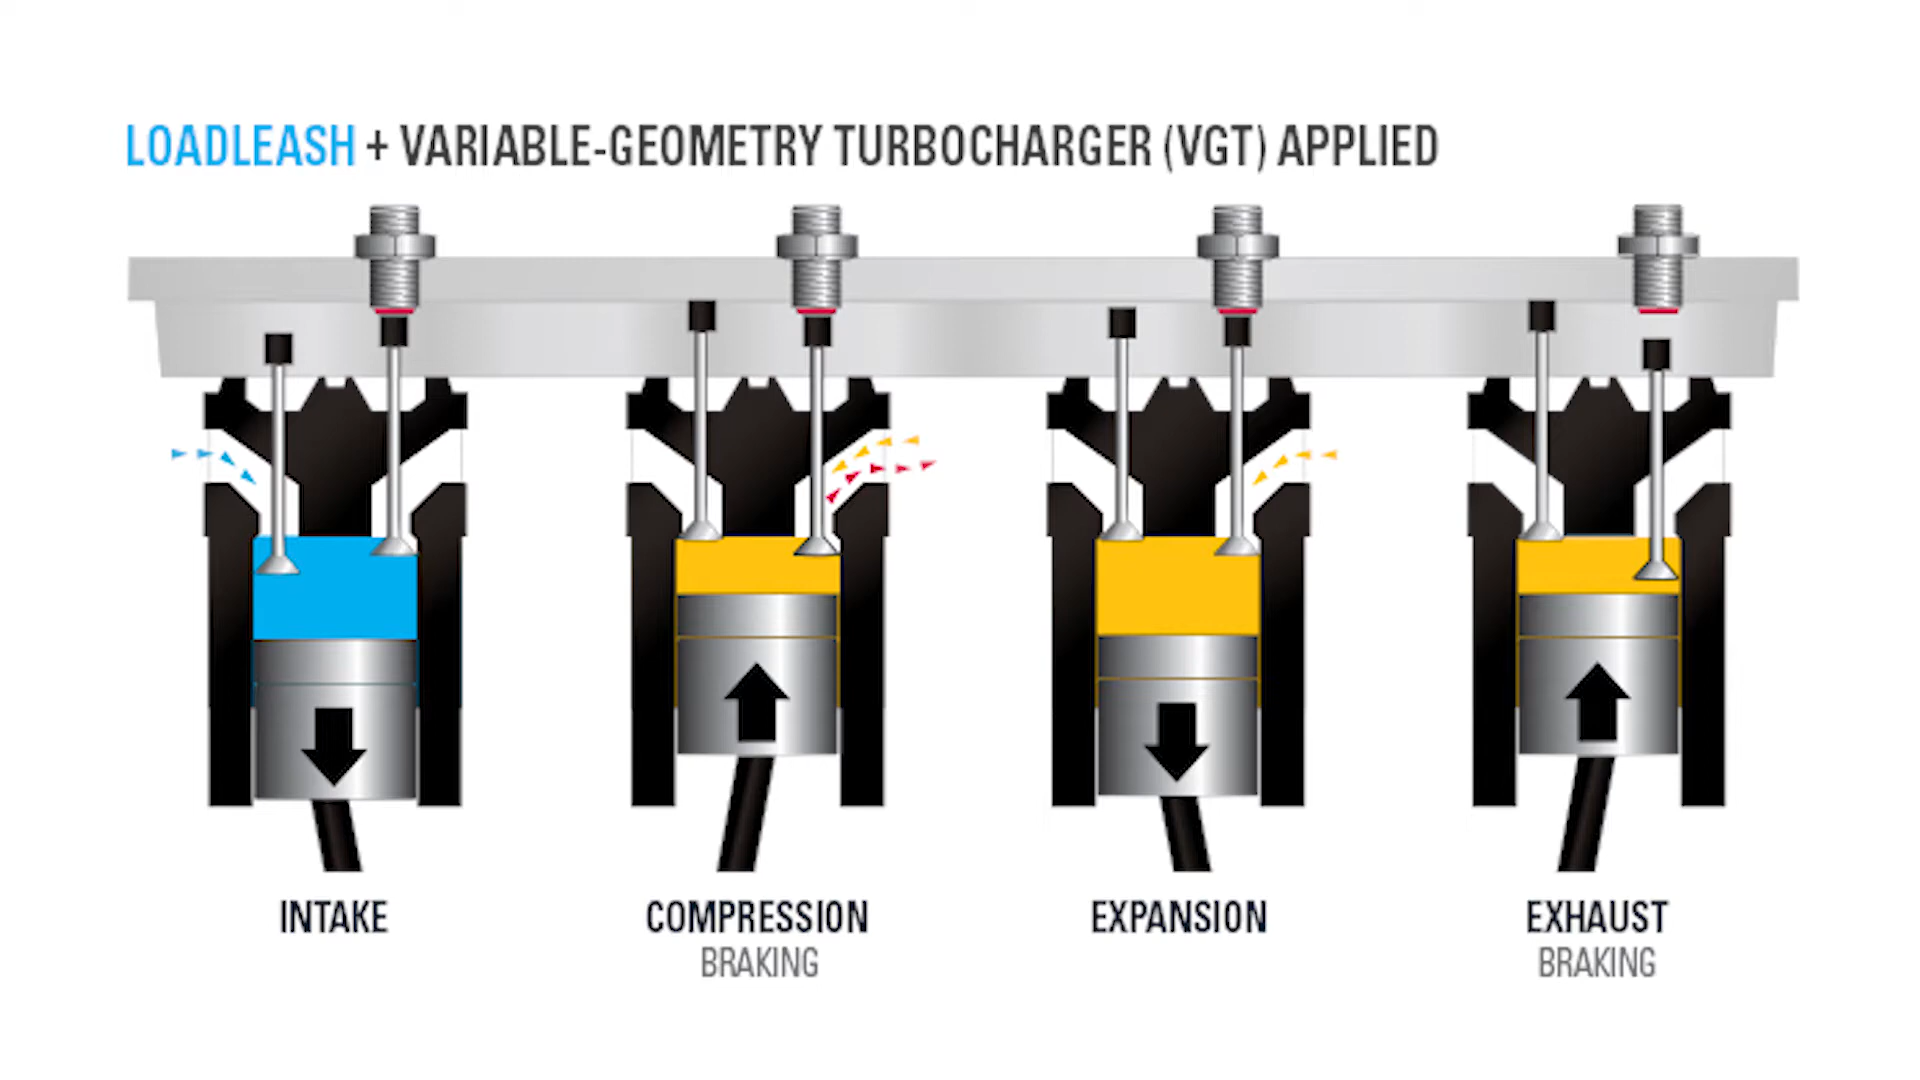 LOADLEASH + VARIABLE-GEOMETRY TURBOCHARGER (VGT) APPLIED
INTAKE
COMPRESSION
BRAKING
EXPANSION
EXHAUST
BRAKING